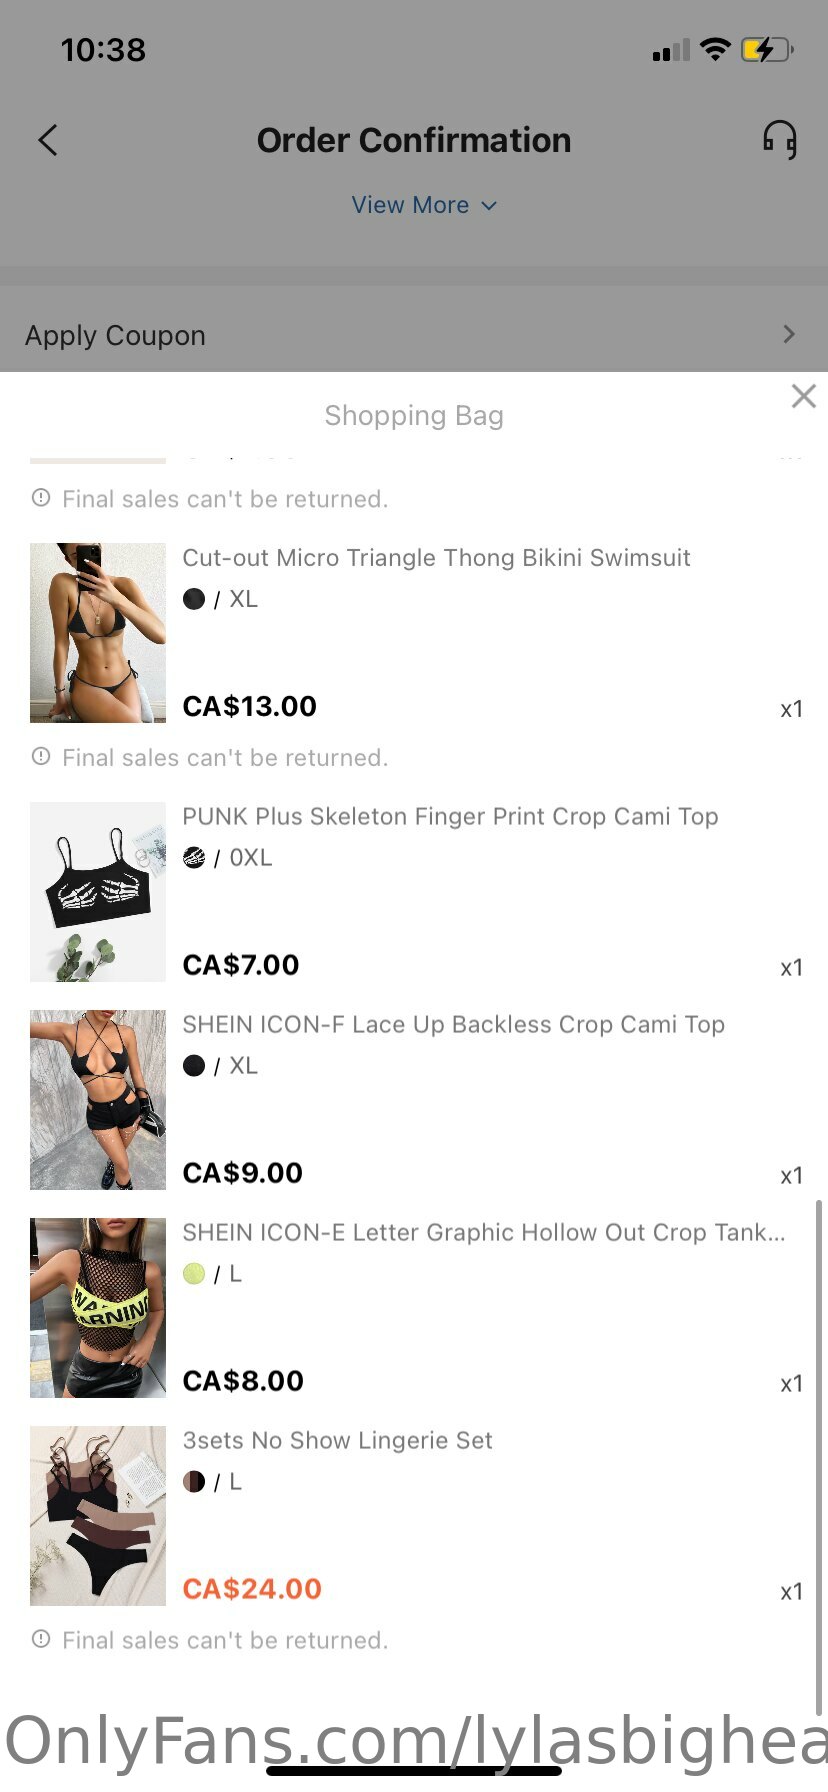 10:38
Order Confirmation
View More
Apply Coupon
Shopping Bag
Final sales can't be returned.
Cut-out Micro Triangle Thong Bikini Swimsuit
/ XL
CA$13.00
x1
Final sales can't be returned.
PUNK Plus Skeleton Finger Print Crop Cami Top
/ 0XL
CA$7.00
x1
SHEIN ICON-F Lace Up Backless Crop Cami Top
/ XL
CA$9.00
x1
SHEIN ICON-E Letter Graphic Hollow Out Crop Tank...
/ L
WARNING
CA$8.00
x1
3sets No Show Lingerie Set
/ L
CA$24.00
x1
Final sales can't be returned.
OnlyFans.com/lylasbighea